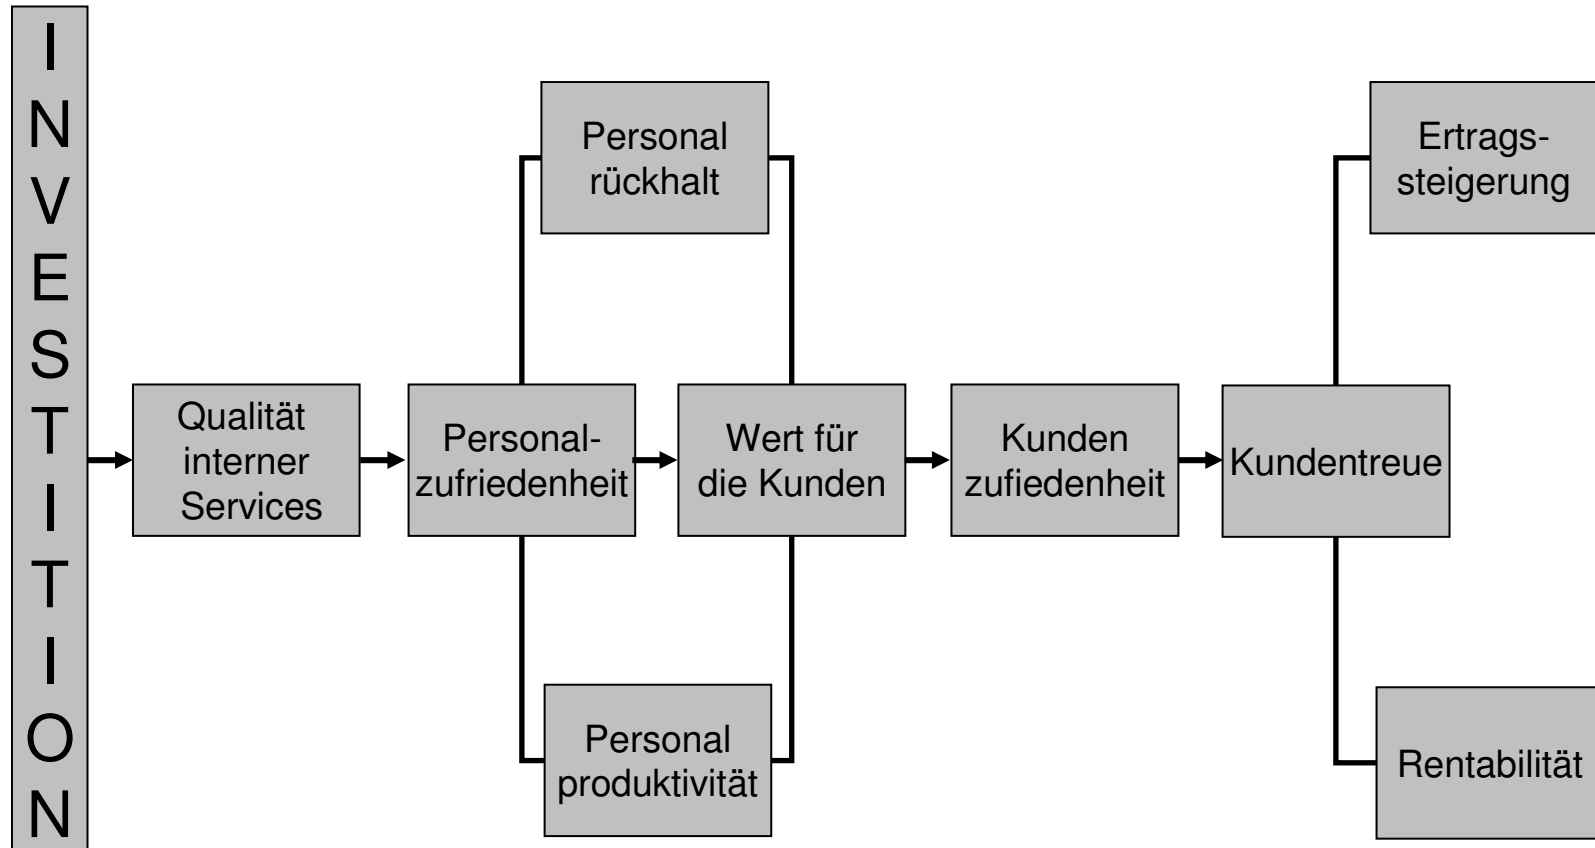 INVESTITION
Qualität
interner
Services
Personal-
zufriedenheit
Personal
rückhalt
Personal
produktivität
Wert für
die Kunden
Kunden
zufiedenheit
Kundentreue
Ertrags-
steigerung
Rentabilität